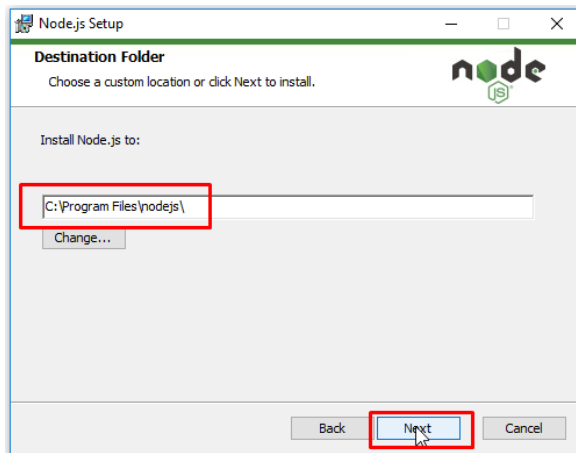 Node.js Setup
Destination Folder
Choose a custom location or click Next to install.
node
JS
Install Node.js to:
C:\Program Files\nodejs\
Change...
Back
Next
Cancel